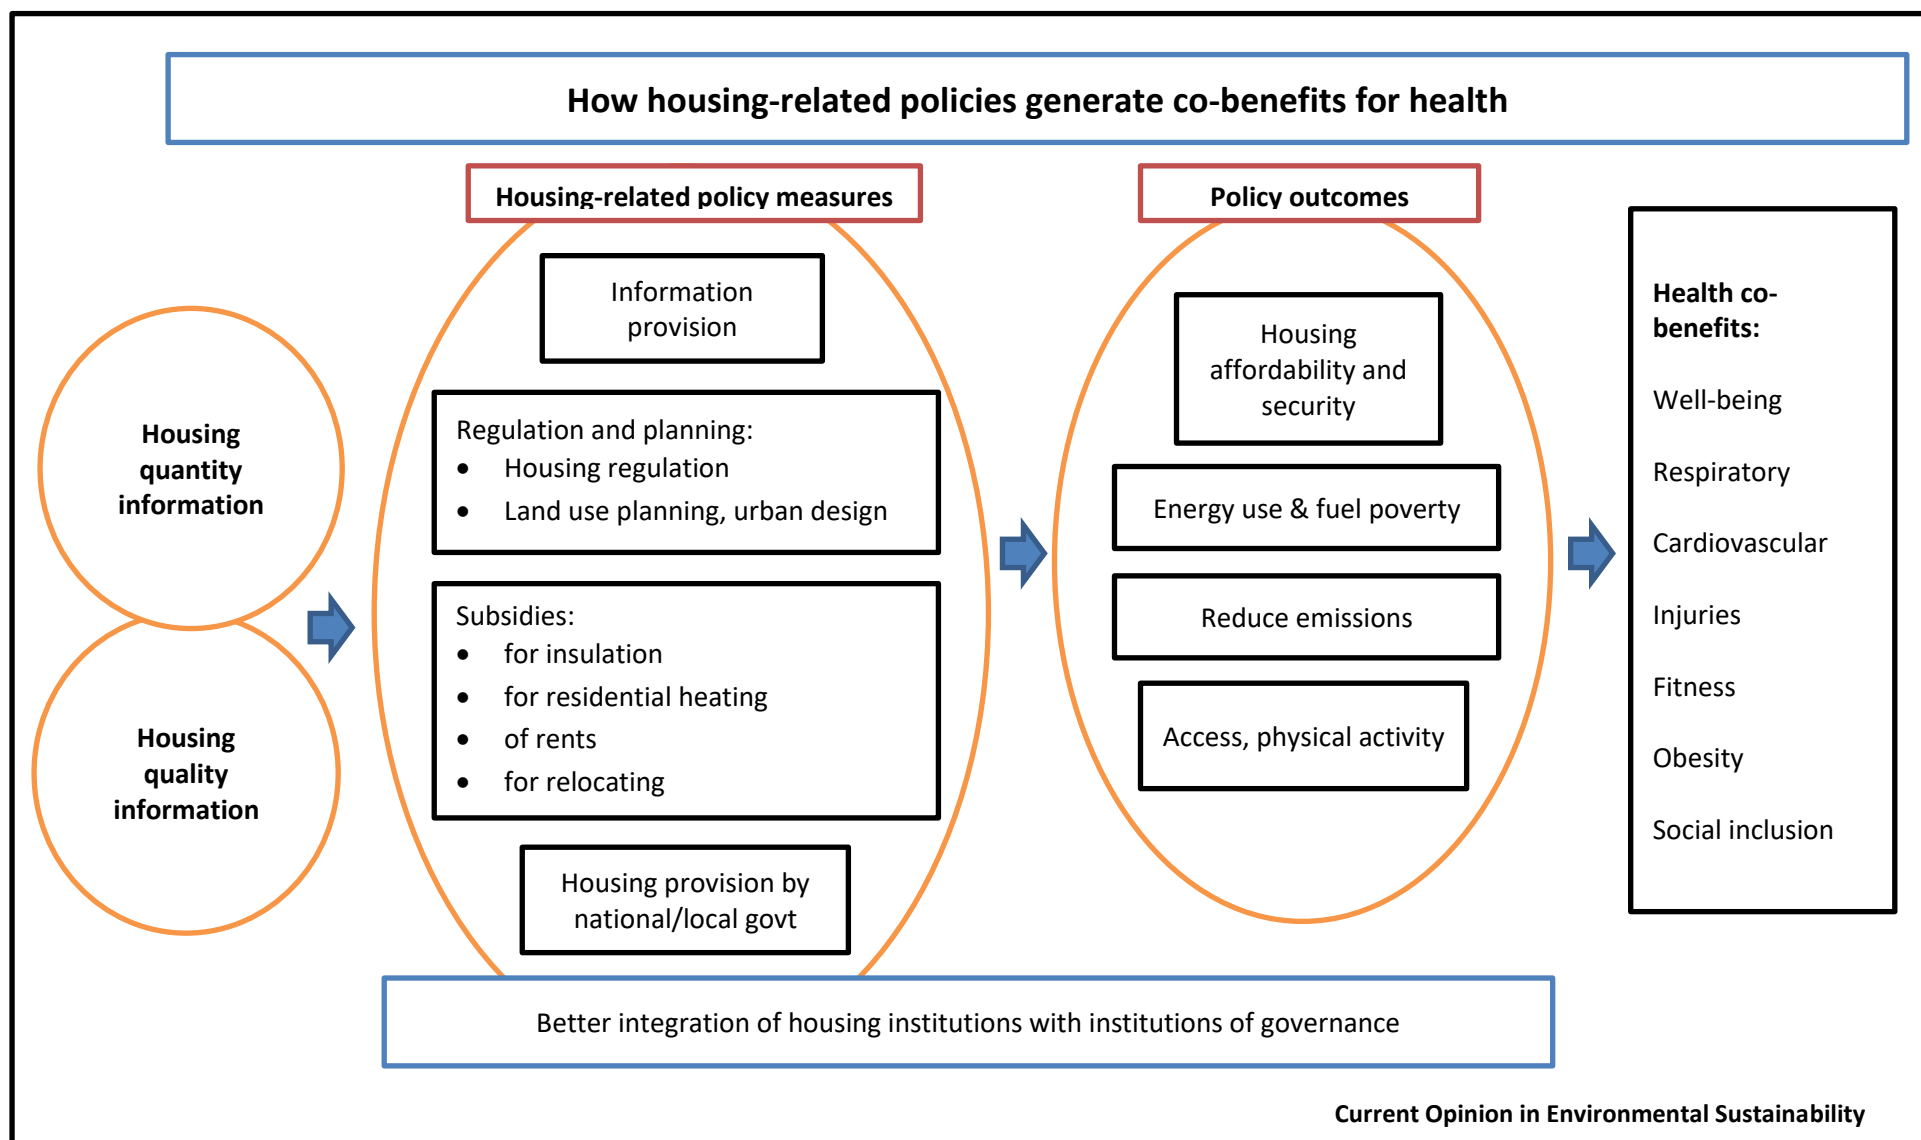 How housing-related policies generate co-benefits for health
Housing
quantity
information
Housing
quality
information
Housing-related policy measures
Information
provision
Regulation and planning:
• Housing regulation
• Land use planning, urban design
Subsidies:
• for insulation
• for residential heating
• of rents
• for relocating
Housing provision by
national/local govt
Policy outcomes
Housing
affordability and
security
Energy use & fuel poverty
Reduce emissions
Access, physical activity
Health co-
benefits:
Well-being
Respiratory
Cardiovascular
Injuries
Fitness
Obesity
Social inclusion
Better integration of housing institutions with institutions of governance
Current Opinion in Environmental Sustainability